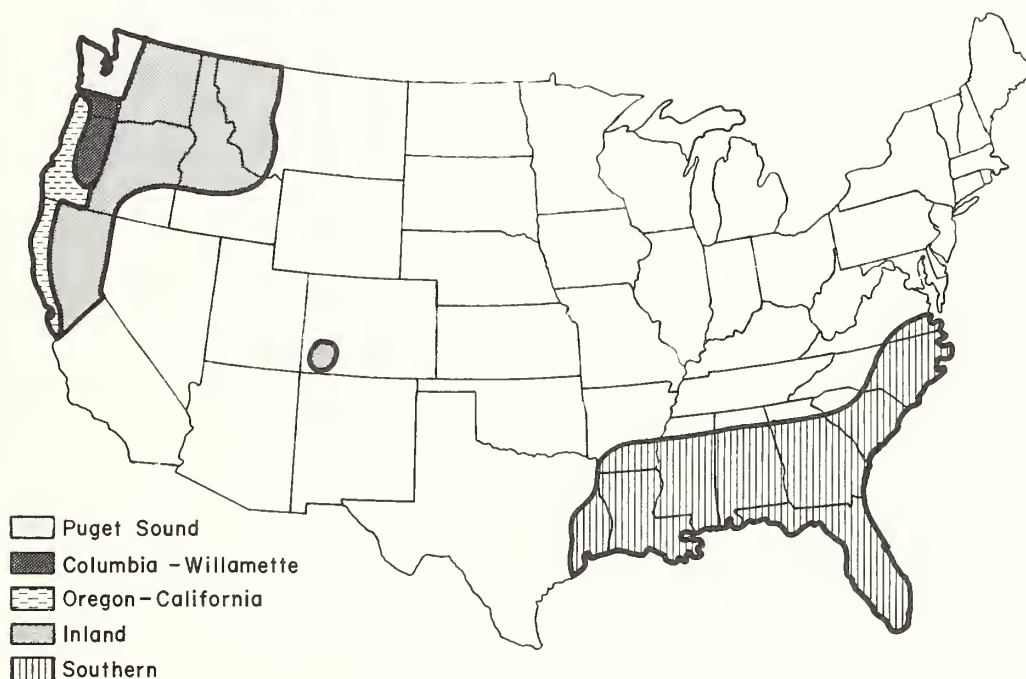 Puget Sound
Columbia - Willamette
Oregon - California
Inland
Southern